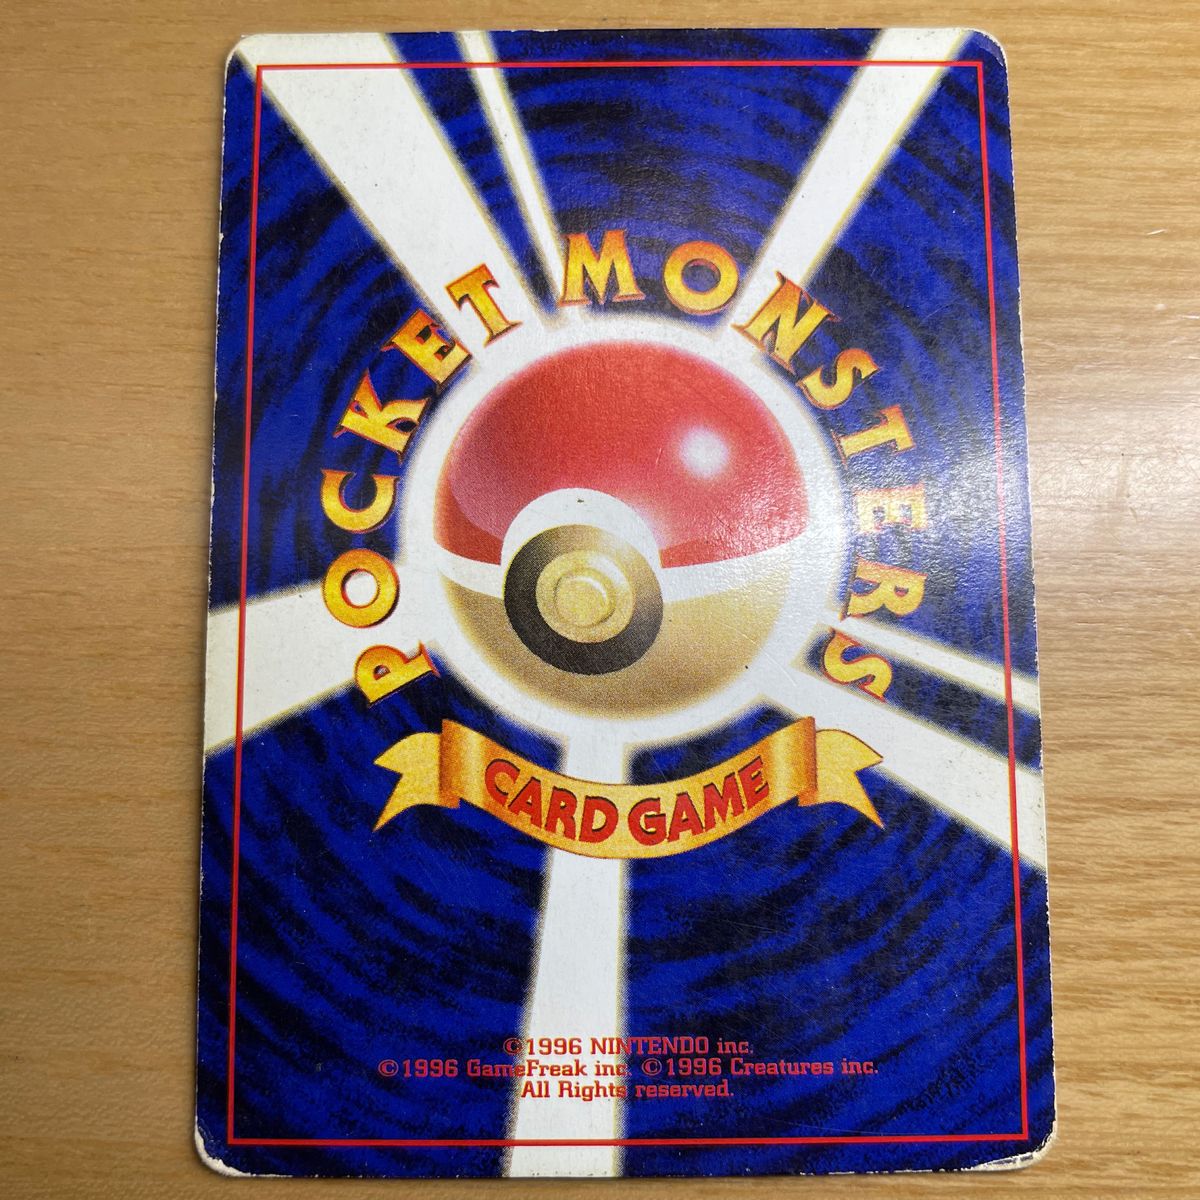 POCKET MONSTERS
CARD GAME
©1996 NINTENDO inc.
©1996 GameFreak inc. ©1996 Creatures inc.
All Rights reserved.